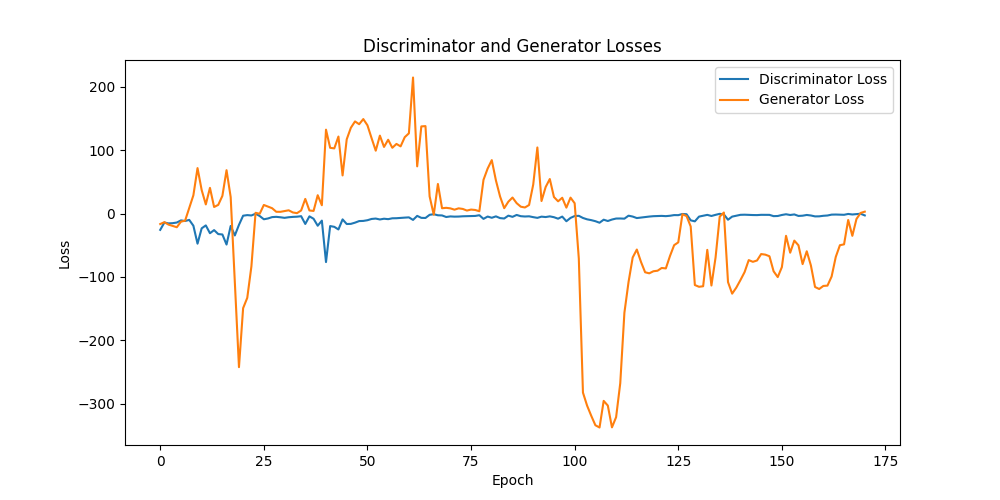 Discriminator and Generator Losses
Discriminator Loss
Generator Loss
200
100
0
−100
−200
−300
Loss
0 25 50 75 100 125 150 175
Epoch